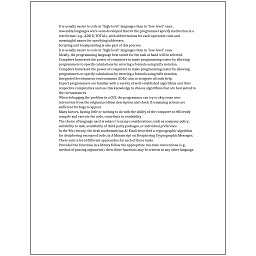 It is usually easier to code in "high-level" languages than in "low-level" ones.
Assembly languages were soon developed that let the programmer specify instruction in a
text format (e.g., ADD X, TOTAL), with abbreviations for each operation code and
meaningful names for specifying addresses.
Scripting and breakpointing is also part of this process.
It is usually easier to code in "high-level" languages than in "low-level" ones.
Ideally, the programming language best suited for the task at hand will be selected.
Compilers harnessed the power of computers to make programming easier by allowing
programmers to specify calculations by entering a formula using infix notation.
Compilers harnessed the power of computers to make programming easier by allowing
programmers to specify calculations by entering a formula using infix notation.
Integrated development environments (IDEs) aim to integrate all such help.
Expert programmers are familiar with a variety of well-established algorithms and their
respective complexities and use this knowledge to choose algorithms that are best suited to
the circumstances.
When debugging the problem in a GUI, the programmer can try to skip some user
interaction from the original problem description and check if remaining actions are
sufficient for bugs to appear.
Many factors, having little or nothing to do with the ability of the computer to efficiently
compile and execute the code, contribute to readability.
The choice of language used is subject to many considerations, such as company policy,
suitability to task, availability of third-party packages, or individual preference.
In the 9th century, the Arab mathematician Al-Kindi described a cryptographic algorithm
for deciphering encrypted code, in A Manuscript on Deciphering Cryptographic Messages.
There exist a lot of different approaches for each of those tasks.
Provided the functions in a library follow the appropriate run-time conventions (e.g.,
method of passing arguments), then these functions may be written in any other language.